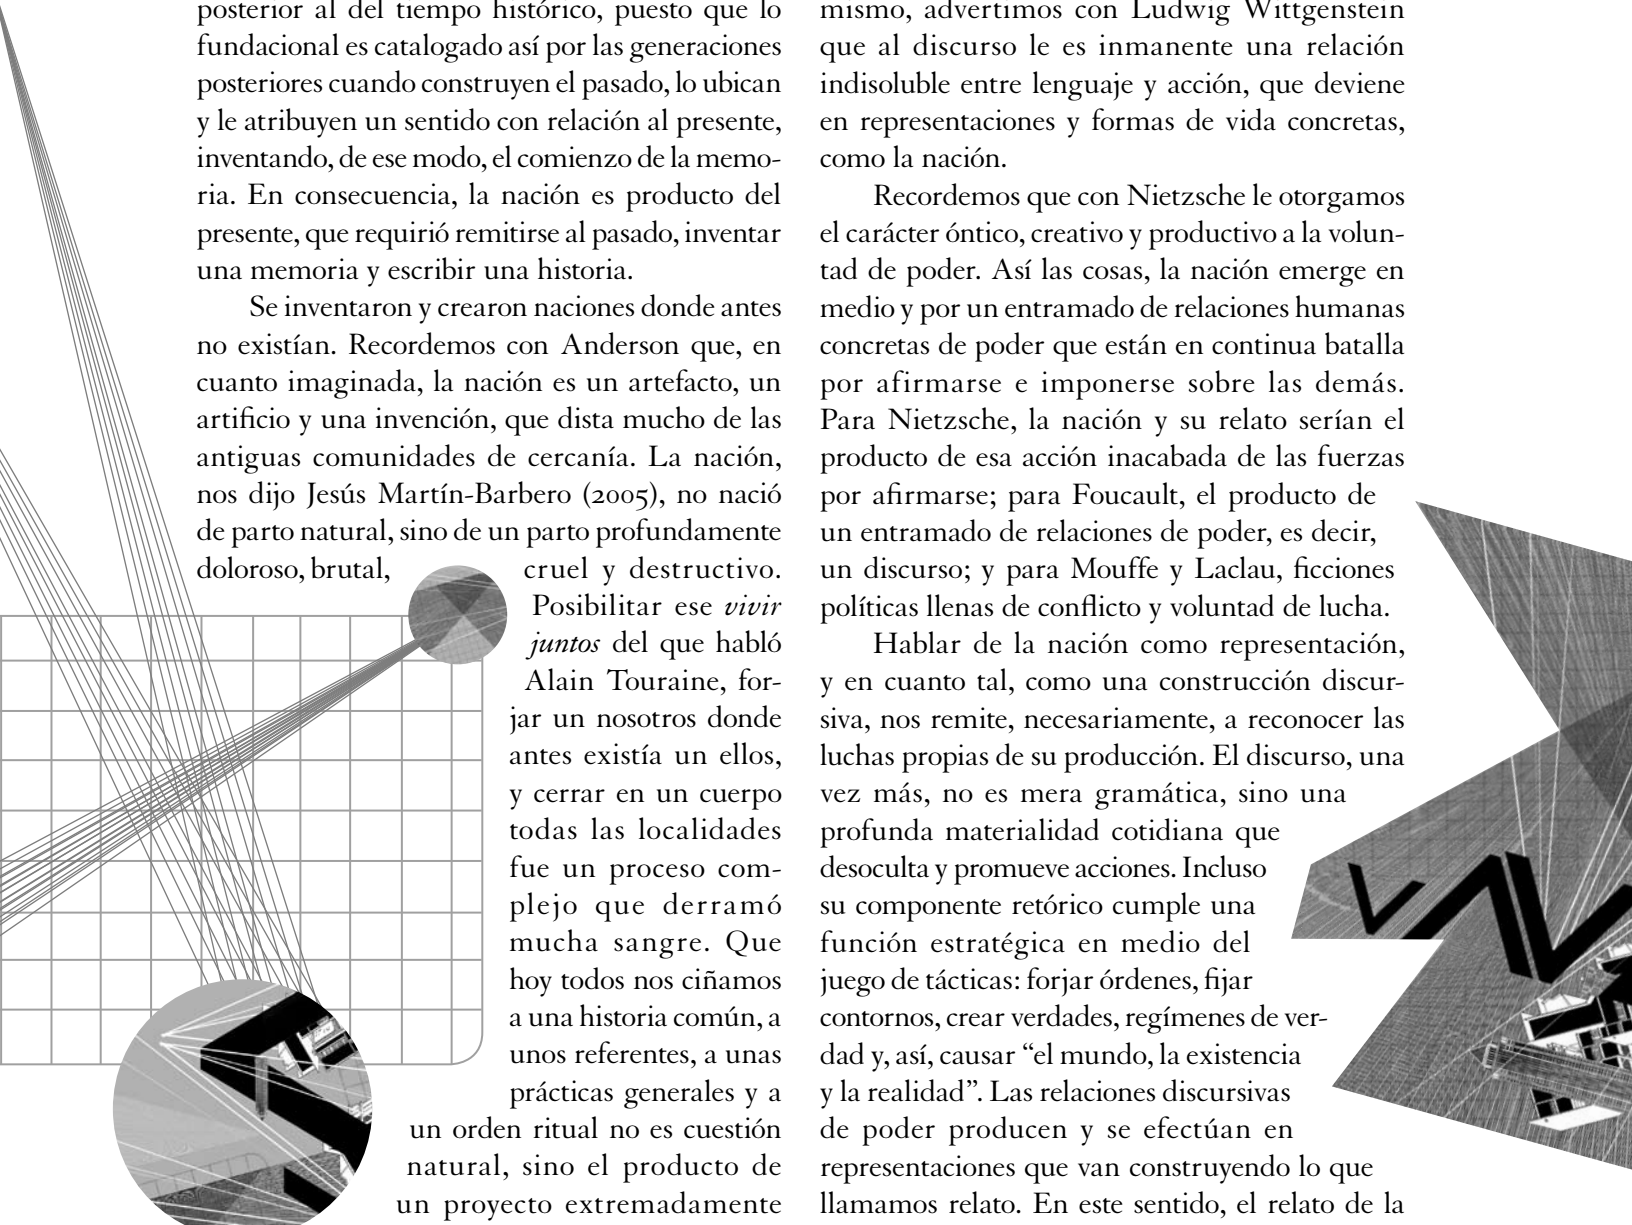 posterior al del tiempo histórico, puesto que lo
fundacional es catalogado así por las generaciones
posteriores cuando construyen el pasado, lo ubican
y le atribuyen un sentido con relación al presente,
inventando, de ese modo, el comienzo de la memo-
ria. En consecuencia, la nación es producto del
presente, que requirió remitirse al pasado, inventar
una memoria y escribir una historia.
Se inventaron y crearon naciones donde antes
no existían. Recordemos con Anderson que, en
cuanto imaginada, la nación es un artefacto, un
artificio y una invención, que dista mucho de las
antiguas comunidades de cercanía. La nación,
nos dijo Jesús Martín-Barbero (2005), no nació
de parto natural, sino de un parto profundamente
doloroso, brutal, cruel y destructivo.
Posibilitar ese vivir
juntos del que habló
Alain Touraine, for-
jar un nosotros donde
antes existía un ellos,
y cerrar en un cuerpo
todas las localidades
fue un proceso com-
plejo que derramó
mucha sangre. Que
hoy todos nos ciñamos
a una historia común, a
unos referentes, a unas
prácticas generales y a
un orden ritual no es cuestión
natural, sino el producto de
un proyecto extremadamente
mismo, advertimos con Ludwig Wittgenstein
que al discurso le es inmanente una relación
indisoluble entre lenguaje y acción, que deviene
en representaciones y formas de vida concretas,
como la nación.
Recordemos que con Nietzsche le otorgamos
el carácter óntico, creativo y productivo a la volun-
tad de poder. Así las cosas, la nación emerge en
medio y por un entramado de relaciones humanas
concretas de poder que están en continua batalla
por afirmarse e imponerse sobre las demás.
Para Nietzsche, la nación y su relato serían el
producto de esa acción inacabada de las fuerzas
por afirmarse; para Foucault, el producto de
un entramado de relaciones de poder, es decir,
un discurso; y para Mouffe y Laclau, ficciones
políticas llenas de conflicto y voluntad de lucha.
Hablar de la nación como representación,
y en cuanto tal, como una construcción discur-
siva, nos remite, necesariamente, a reconocer las
luchas propias de su producción. El discurso, una
vez más, no es mera gramática, sino una
profunda materialidad cotidiana que
desoculta y promueve acciones. Incluso
su componente retórico cumple una
función estratégica en medio del
juego de tácticas: forjar órdenes, fijar
contornos, crear verdades, regímenes de ver-
dad y, así, causar “el mundo, la existencia
y la realidad”. Las relaciones discursivas
de poder producen y se efectúan en
representaciones que van construyendo lo que
llamamos relato. En este sentido, el relato de la